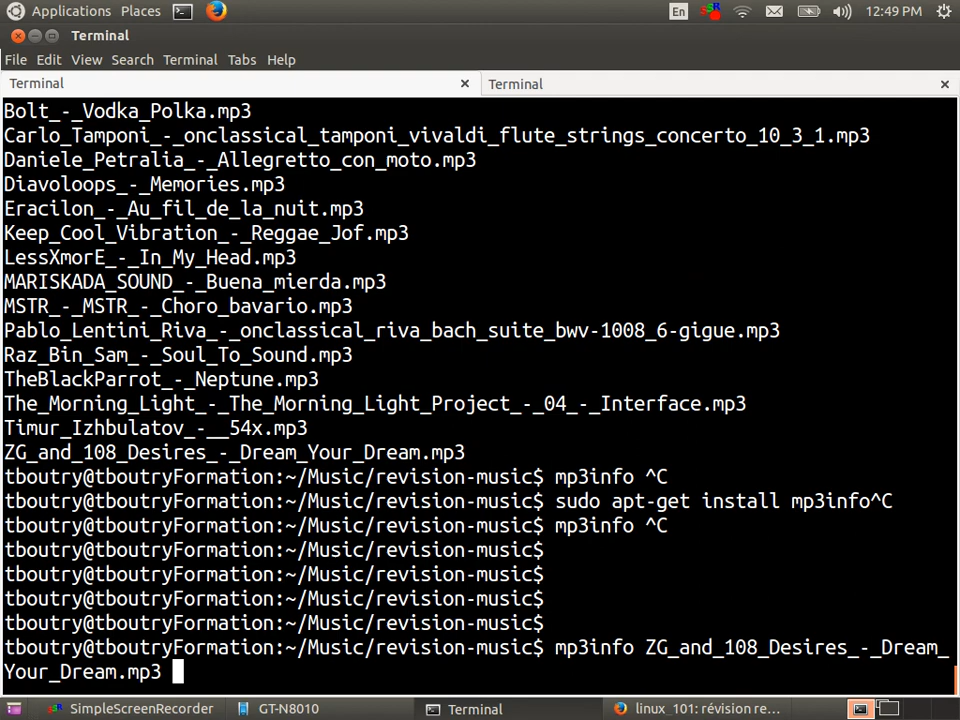 Applications Places En 12:49 PM
Terminal
File Edit View Search Terminal Tabs Help
Terminal × Terminal ×
Bolt_-_Vodka_Polka.mp3
Carlo_Tamponi_-_onclassical_tamponi_vivaldi_flute_strings_concerto_10_3_1.mp3
Daniele_Petralia_-_Allegretto_con_moto.mp3
Diavoloops_-_Memories.mp3
Eracilon_-_Au_fil_de_la_nuit.mp3
Keep_Cool_Vibration_-_Reggae_Jof.mp3
LessXmorE_-_In_My_Head.mp3
MARISKADA_SOUND_-_Buena_mierda.mp3
MSTR_-_MSTR_-_Choro_bavario.mp3
Pablo_Lentini_Riva_-_onclassical_riva_bach_suite_bwv-1008_6-gigue.mp3
Raz_Bin_Sam_-_Soul_To_Sound.mp3
TheBlackParrot_-_Neptune.mp3
The_Morning_Light_-_The_Morning_Light_Project_-_04_-_Interface.mp3
Timur_Izhbulatov_-__54x.mp3
ZG_and_108_Desires_-_Dream_Your_Dream.mp3
tboutry@tboutryFormation:~/Music/revision-music$ mp3info ^C
tboutry@tboutryFormation:~/Music/revision-music$ sudo apt-get install mp3info^C
tboutry@tboutryFormation:~/Music/revision-music$ mp3info ^C
tboutry@tboutryFormation:~/Music/revision-music$
tboutry@tboutryFormation:~/Music/revision-music$
tboutry@tboutryFormation:~/Music/revision-music$
tboutry@tboutryFormation:~/Music/revision-music$
tboutry@tboutryFormation:~/Music/revision-music$ mp3info ZG_and_108_Desires_-_Dream_
Your_Dream.mp3
SimpleScreenRecorder GT-N8010 Terminal linux_101: révision re...